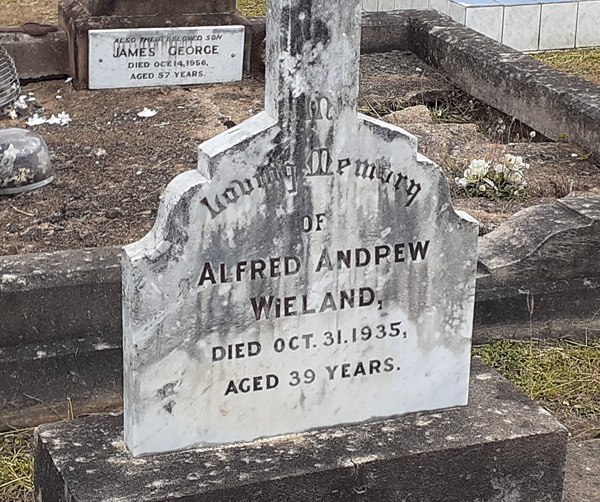 ALSO THEIR BELOVED SON
JAMES GEORGE
DIED OCT. 14, 1956,
AGED 57 YEARS.
In
Loving Memory
OF
ALFRED ANDREW
WIELAND,
DIED OCT. 31. 1935,
AGED 39 YEARS.